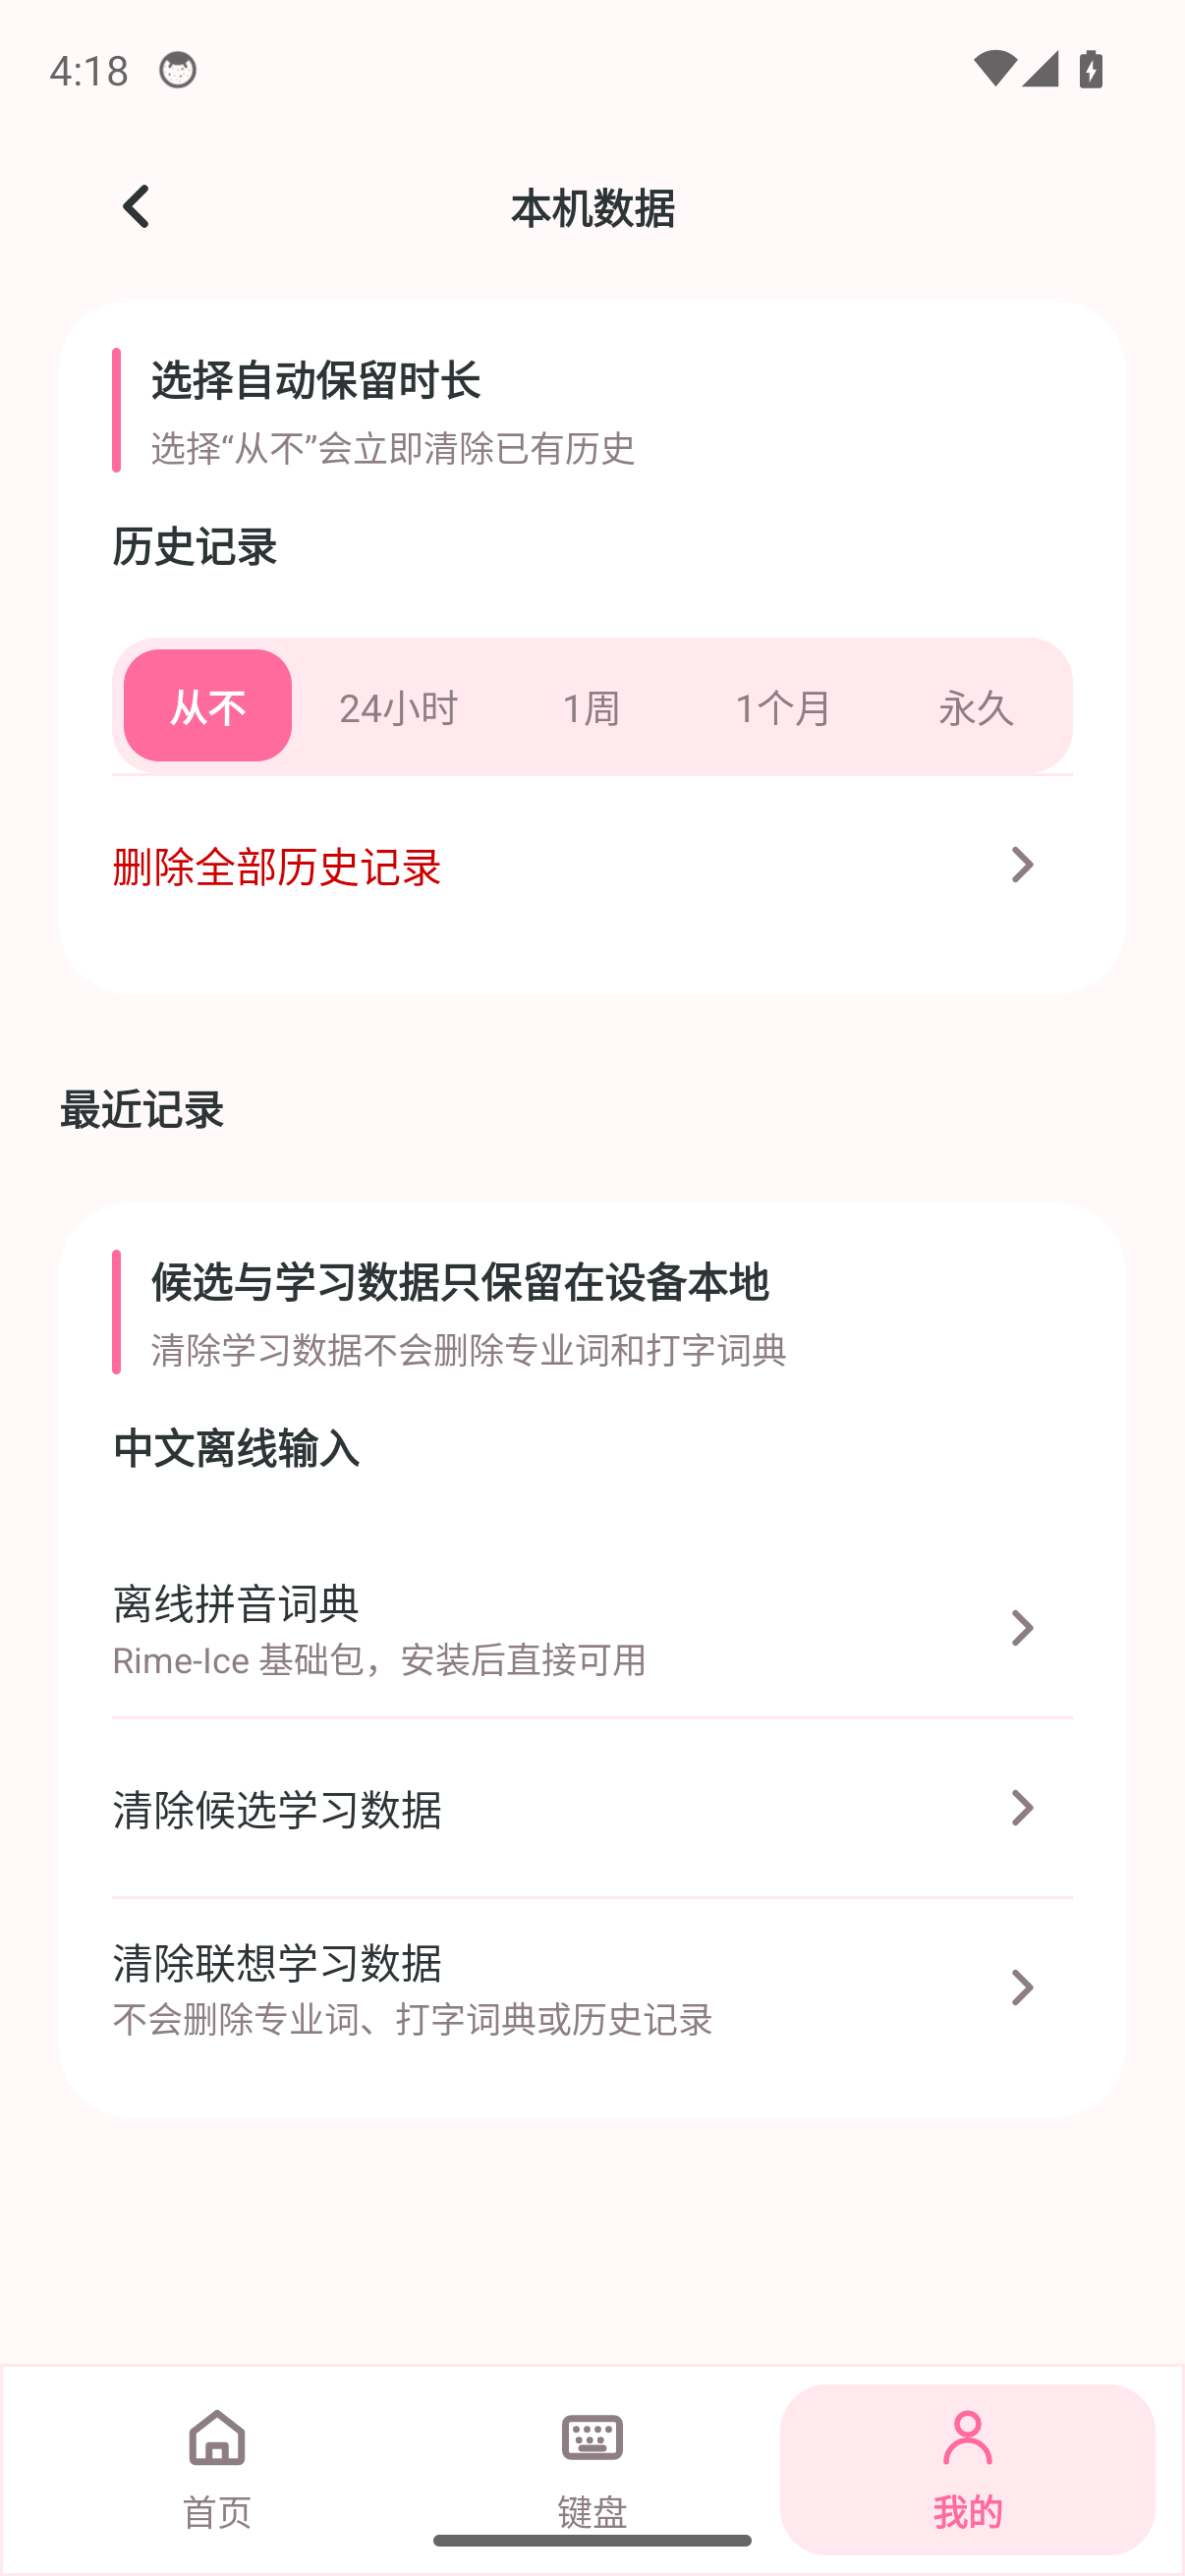 4:18
本机数据
选择自动保留时长
选择“从不”会立即清除已有历史
历史记录
从不 24小时 1周 1个月 永久
删除全部历史记录
最近记录
候选与学习数据只保留在设备本地
清除学习数据不会删除专业词和打字词典
中文离线输入
离线拼音词典
Rime-Ice 基础包，安装后直接可用
清除候选学习数据
清除联想学习数据
不会删除专业词、打字词典或历史记录
首页 键盘 我的